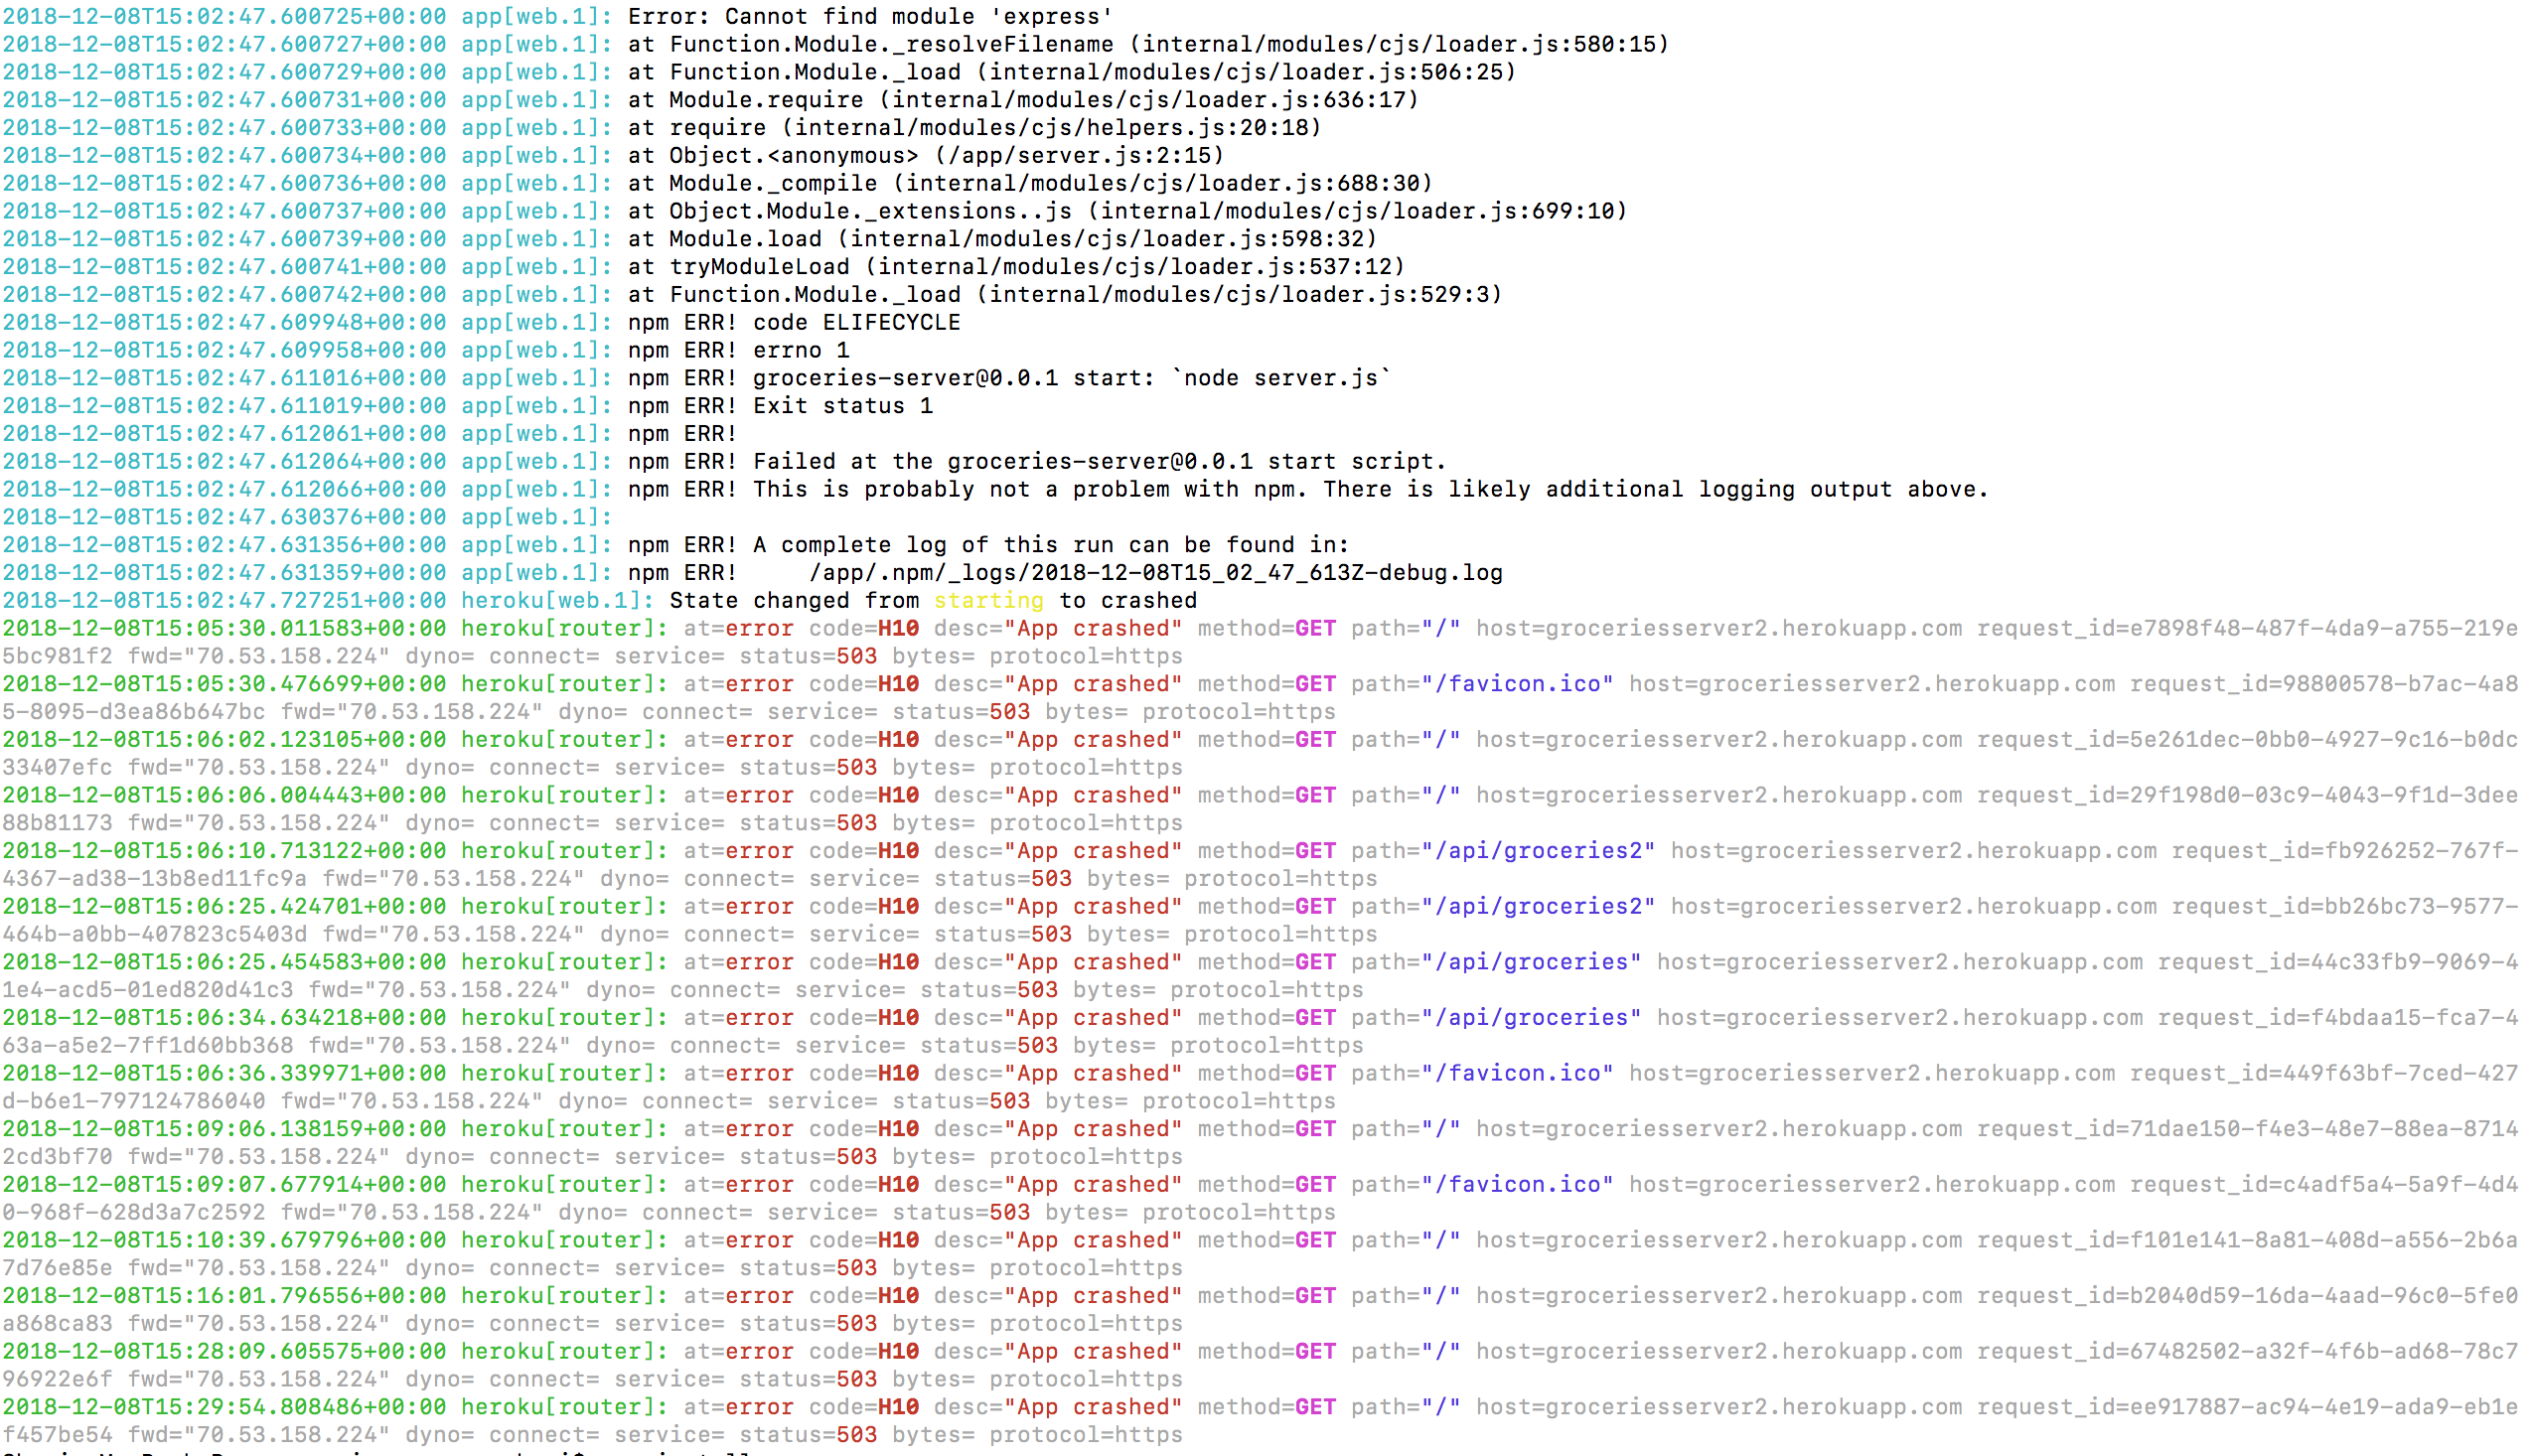 2018-12-08T15:02:47.600725+00:00 app[web.1]: Error: Cannot find module 'express'
2018-12-08T15:02:47.600727+00:00 app[web.1]: at Function.Module._resolveFilename (internal/modules/cjs/loader.js:580:15)
2018-12-08T15:02:47.600729+00:00 app[web.1]: at Function.Module._load (internal/modules/cjs/loader.js:506:25)
2018-12-08T15:02:47.600731+00:00 app[web.1]: at Module.require (internal/modules/cjs/loader.js:636:17)
2018-12-08T15:02:47.600733+00:00 app[web.1]: at require (internal/modules/cjs/helpers.js:20:18)
2018-12-08T15:02:47.600734+00:00 app[web.1]: at Object.<anonymous> (/app/server.js:2:15)
2018-12-08T15:02:47.600736+00:00 app[web.1]: at Module._compile (internal/modules/cjs/loader.js:688:30)
2018-12-08T15:02:47.600737+00:00 app[web.1]: at Object.Module._extensions..js (internal/modules/cjs/loader.js:699:10)
2018-12-08T15:02:47.600739+00:00 app[web.1]: at Module.load (internal/modules/cjs/loader.js:598:32)
2018-12-08T15:02:47.600741+00:00 app[web.1]: at tryModuleLoad (internal/modules/cjs/loader.js:537:12)
2018-12-08T15:02:47.600742+00:00 app[web.1]: at Function.Module._load (internal/modules/cjs/loader.js:529:3)
2018-12-08T15:02:47.609948+00:00 app[web.1]: npm ERR! code ELIFECYCLE
2018-12-08T15:02:47.609958+00:00 app[web.1]: npm ERR! errno 1
2018-12-08T15:02:47.611016+00:00 app[web.1]: npm ERR! groceries-server@0.0.1 start: `node server.js`
2018-12-08T15:02:47.611019+00:00 app[web.1]: npm ERR! Exit status 1
2018-12-08T15:02:47.612061+00:00 app[web.1]: npm ERR!
2018-12-08T15:02:47.612064+00:00 app[web.1]: npm ERR! Failed at the groceries-server@0.0.1 start script.
2018-12-08T15:02:47.612066+00:00 app[web.1]: npm ERR! This is probably not a problem with npm. There is likely additional logging output above.
2018-12-08T15:02:47.630376+00:00 app[web.1]:
2018-12-08T15:02:47.631356+00:00 app[web.1]: npm ERR! A complete log of this run can be found in:
2018-12-08T15:02:47.631359+00:00 app[web.1]: npm ERR!     /app/.npm/_logs/2018-12-08T15_02_47_613Z-debug.log
2018-12-08T15:02:47.727251+00:00 heroku[web.1]: State changed from starting to crashed
2018-12-08T15:05:30.011583+00:00 heroku[router]: at=error code=H10 desc="App crashed" method=GET path="/" host=groceriesserver2.herokuapp.com request_id=e7898f48-487f-4da9-a755-219e
5bc981f2 fwd="70.53.158.224" dyno= connect= service= status=503 bytes= protocol=https
2018-12-08T15:05:30.476699+00:00 heroku[router]: at=error code=H10 desc="App crashed" method=GET path="/favicon.ico" host=groceriesserver2.herokuapp.com request_id=98800578-b7ac-4a8
5-8095-d3ea86b647bc fwd="70.53.158.224" dyno= connect= service= status=503 bytes= protocol=https
2018-12-08T15:06:02.123105+00:00 heroku[router]: at=error code=H10 desc="App crashed" method=GET path="/" host=groceriesserver2.herokuapp.com request_id=5e261dec-0bb0-4927-9c16-b0dc
33407efc fwd="70.53.158.224" dyno= connect= service= status=503 bytes= protocol=https
2018-12-08T15:06:06.004443+00:00 heroku[router]: at=error code=H10 desc="App crashed" method=GET path="/" host=groceriesserver2.herokuapp.com request_id=29f198d0-03c9-4043-9f1d-3dee
88b81173 fwd="70.53.158.224" dyno= connect= service= status=503 bytes= protocol=https
2018-12-08T15:06:10.713122+00:00 heroku[router]: at=error code=H10 desc="App crashed" method=GET path="/api/groceries2" host=groceriesserver2.herokuapp.com request_id=fb926252-767f-
4367-ad38-13b8ed11fc9a fwd="70.53.158.224" dyno= connect= service= status=503 bytes= protocol=https
2018-12-08T15:06:25.424701+00:00 heroku[router]: at=error code=H10 desc="App crashed" method=GET path="/api/groceries2" host=groceriesserver2.herokuapp.com request_id=bb26bc73-9577-
464b-a0bb-407823c5403d fwd="70.53.158.224" dyno= connect= service= status=503 bytes= protocol=https
2018-12-08T15:06:25.454583+00:00 heroku[router]: at=error code=H10 desc="App crashed" method=GET path="/api/groceries" host=groceriesserver2.herokuapp.com request_id=44c33fb9-9069-4
1e4-acd5-01ed820d41c3 fwd="70.53.158.224" dyno= connect= service= status=503 bytes= protocol=https
2018-12-08T15:06:34.634218+00:00 heroku[router]: at=error code=H10 desc="App crashed" method=GET path="/api/groceries" host=groceriesserver2.herokuapp.com request_id=f4bdaa15-fca7-4
63a-a5e2-7ff1d60bb368 fwd="70.53.158.224" dyno= connect= service= status=503 bytes= protocol=https
2018-12-08T15:06:36.339971+00:00 heroku[router]: at=error code=H10 desc="App crashed" method=GET path="/favicon.ico" host=groceriesserver2.herokuapp.com request_id=449f63bf-7ced-427
d-b6e1-797124786040 fwd="70.53.158.224" dyno= connect= service= status=503 bytes= protocol=https
2018-12-08T15:09:06.138159+00:00 heroku[router]: at=error code=H10 desc="App crashed" method=GET path="/" host=groceriesserver2.herokuapp.com request_id=71dae150-f4e3-48e7-88ea-8714
2cd3bf70 fwd="70.53.158.224" dyno= connect= service= status=503 bytes= protocol=https
2018-12-08T15:09:07.677914+00:00 heroku[router]: at=error code=H10 desc="App crashed" method=GET path="/favicon.ico" host=groceriesserver2.herokuapp.com request_id=c4adf5a4-5a9f-4d4
0-968f-628d3a7c2592 fwd="70.53.158.224" dyno= connect= service= status=503 bytes= protocol=https
2018-12-08T15:10:39.679796+00:00 heroku[router]: at=error code=H10 desc="App crashed" method=GET path="/" host=groceriesserver2.herokuapp.com request_id=f101e141-8a81-408d-a556-2b6a
7d76e85e fwd="70.53.158.224" dyno= connect= service= status=503 bytes= protocol=https
2018-12-08T15:16:01.796556+00:00 heroku[router]: at=error code=H10 desc="App crashed" method=GET path="/" host=groceriesserver2.herokuapp.com request_id=b2040d59-16da-4aad-96c0-5fe0
a868ca83 fwd="70.53.158.224" dyno= connect= service= status=503 bytes= protocol=https
2018-12-08T15:28:09.605575+00:00 heroku[router]: at=error code=H10 desc="App crashed" method=GET path="/" host=groceriesserver2.herokuapp.com request_id=67482502-a32f-4f6b-ad68-78c7
96922e6f fwd="70.53.158.224" dyno= connect= service= status=503 bytes= protocol=https
2018-12-08T15:29:54.808486+00:00 heroku[router]: at=error code=H10 desc="App crashed" method=GET path="/" host=groceriesserver2.herokuapp.com request_id=ee917887-ac94-4e19-ada9-eb1e
f457be54 fwd="70.53.158.224" dyno= connect= service= status=503 bytes= protocol=https